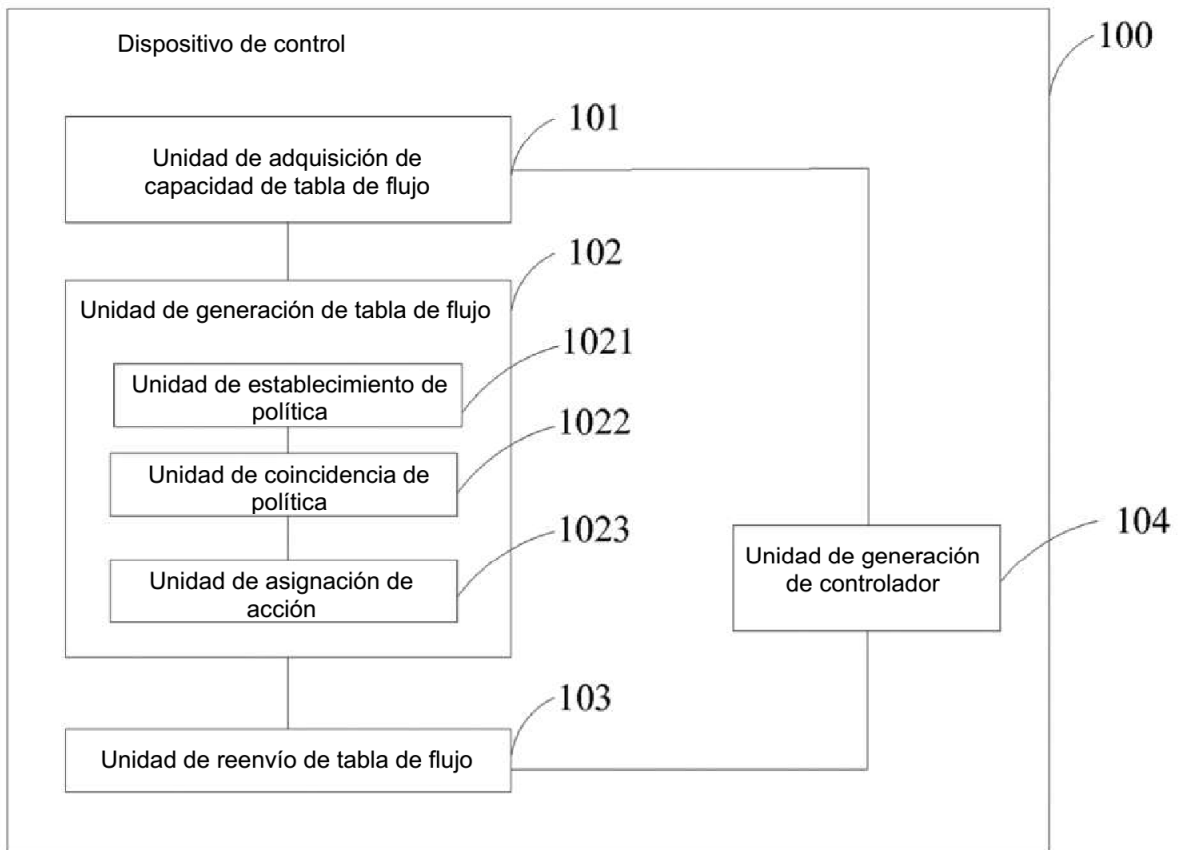 Dispositivo de control
100
101
Unidad de adquisición de
capacidad de tabla de flujo
102
Unidad de generación de tabla de flujo
1021
Unidad de establecimiento de
política
1022
Unidad de coincidencia de
política
1023
Unidad de asignación de
acción
104
Unidad de generación
de controlador
103
Unidad de reenvío de tabla de flujo